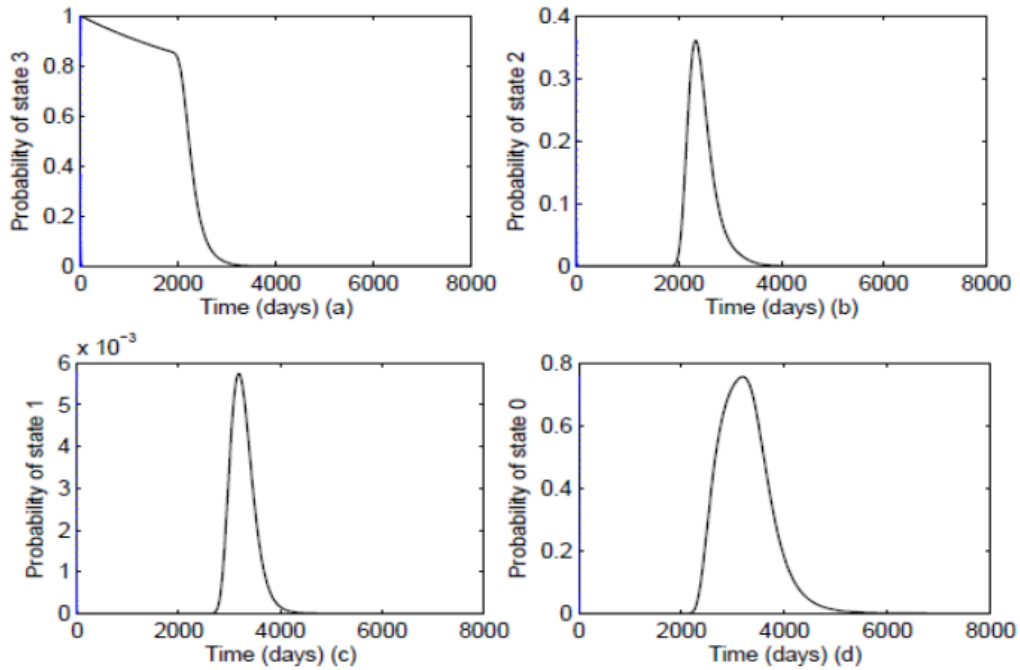 Probability of state 3
1
0.8
0.6
0.4
0.2
0
0 2000 4000 6000 8000
Time (days) (a)
Probability of state 2
0.4
0.3
0.2
0.1
0
0 2000 4000 6000 8000
Time (days) (b)
x 10⁻³
Probability of state 1
6
5
4
3
2
1
0
0 2000 4000 6000 8000
Time (days) (c)
Probability of state 0
0.8
0.6
0.4
0.2
0
0 2000 4000 6000 8000
Time (days) (d)